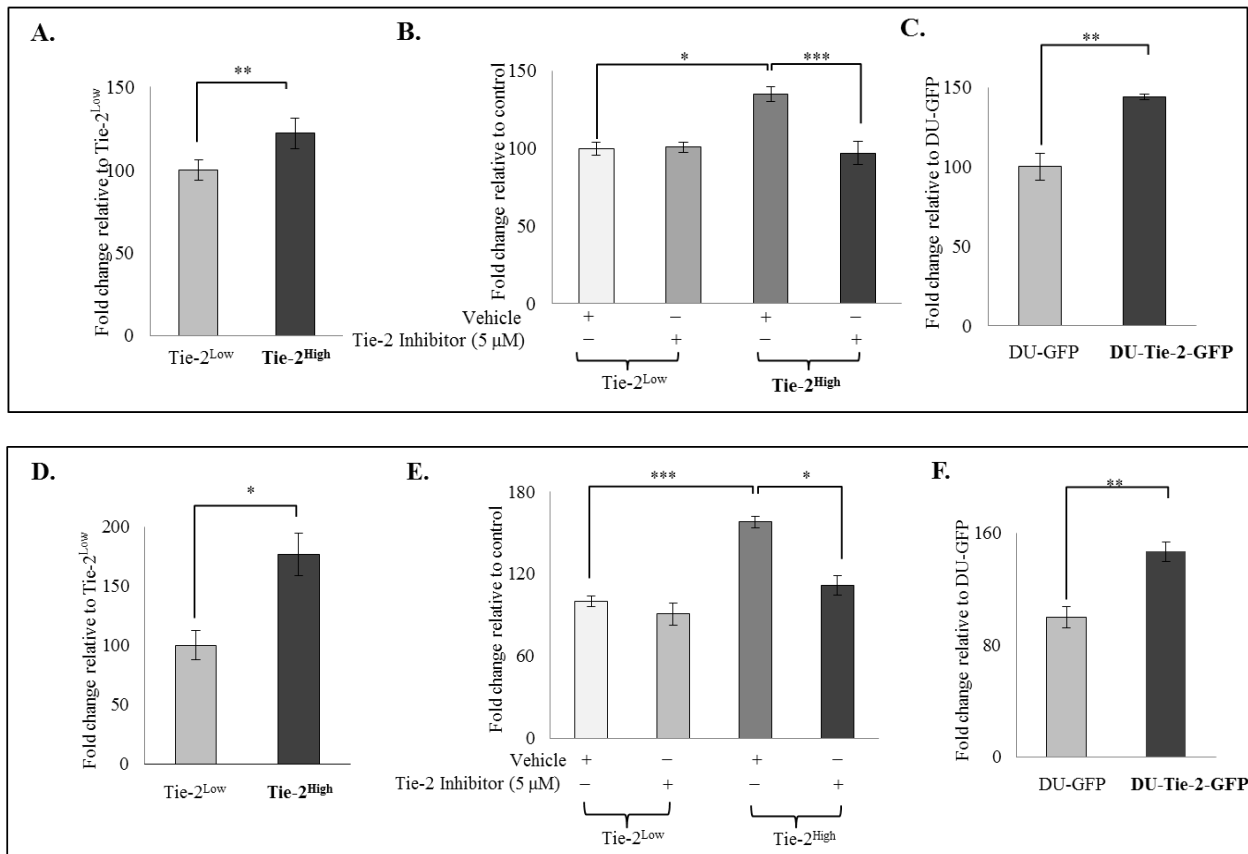 A.
**
Fold change relative to Tie-2Low
150
100
50
0
Tie-2Low Tie-2High
B.
* ***
Fold change relative to control
150
100
50
0
Vehicle + – + –
Tie-2 Inhibitor (5 μM) – + – +
Tie-2Low Tie-2High
C.
**
Fold change relative to DU-GFP
150
100
50
0
DU-GFP DU-Tie-2-GFP
D.
*
Fold change relative to Tie-2Low
200
150
100
50
0
Tie-2Low Tie-2High
E.
*** *
Fold change relative to control
180
120
60
0
Vehicle + – + –
Tie-2 Inhibitor (5 μM) – + – +
Tie-2Low Tie-2High
F.
**
Fold change relative to DU-GFP
160
80
0
DU-GFP DU-Tie-2-GFP